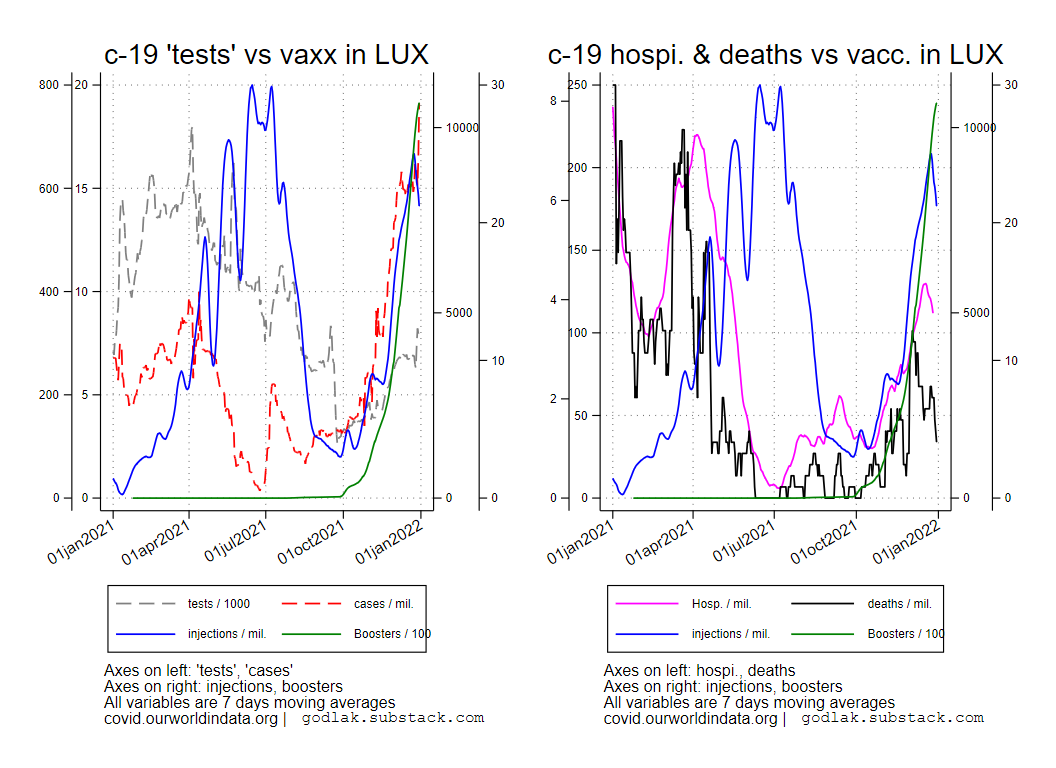 c-19 'tests' vs vaxx in LUX
800
600
400
200
0
20
15
10
5
0
10000
5000
0
30
20
10
0
01jan2021
01apr2021
01jul2021
01oct2021
01jan2022
tests / 1000
cases / mil.
injections / mil.
Boosters / 100
Axes on left: 'tests', 'cases'
Axes on right: injections, boosters
All variables are 7 days moving averages
covid.ourworldindata.org | godlak.substack.com
c-19 hospi. & deaths vs vacc. in LUX
8
6
4
2
0
250
200
150
100
50
0
10000
5000
0
30
20
10
0
01jan2021
01apr2021
01jul2021
01oct2021
01jan2022
Hosp. / mil.
deaths / mil.
injections / mil.
Boosters / 100
Axes on left: hospi., deaths
Axes on right: injections, boosters
All variables are 7 days moving averages
covid.ourworldindata.org | godlak.substack.com